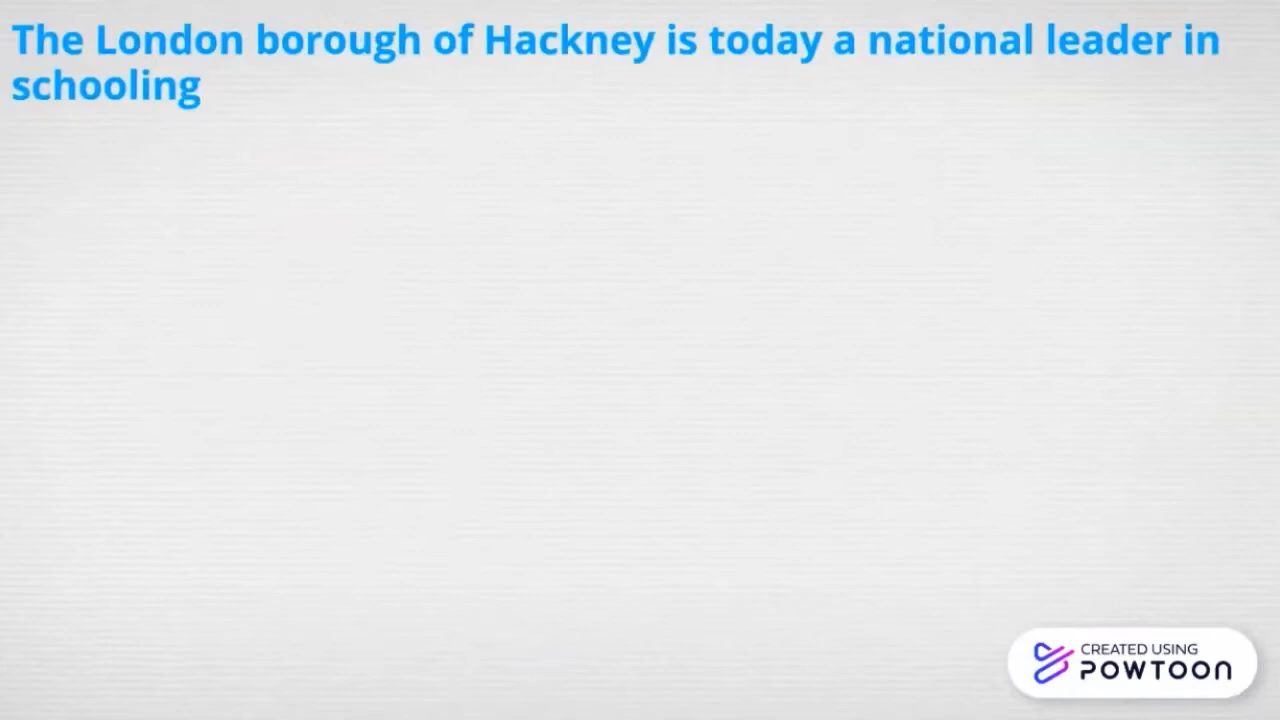 The London borough of Hackney is today a national leader in
schooling
CREATED USING
POWTOON